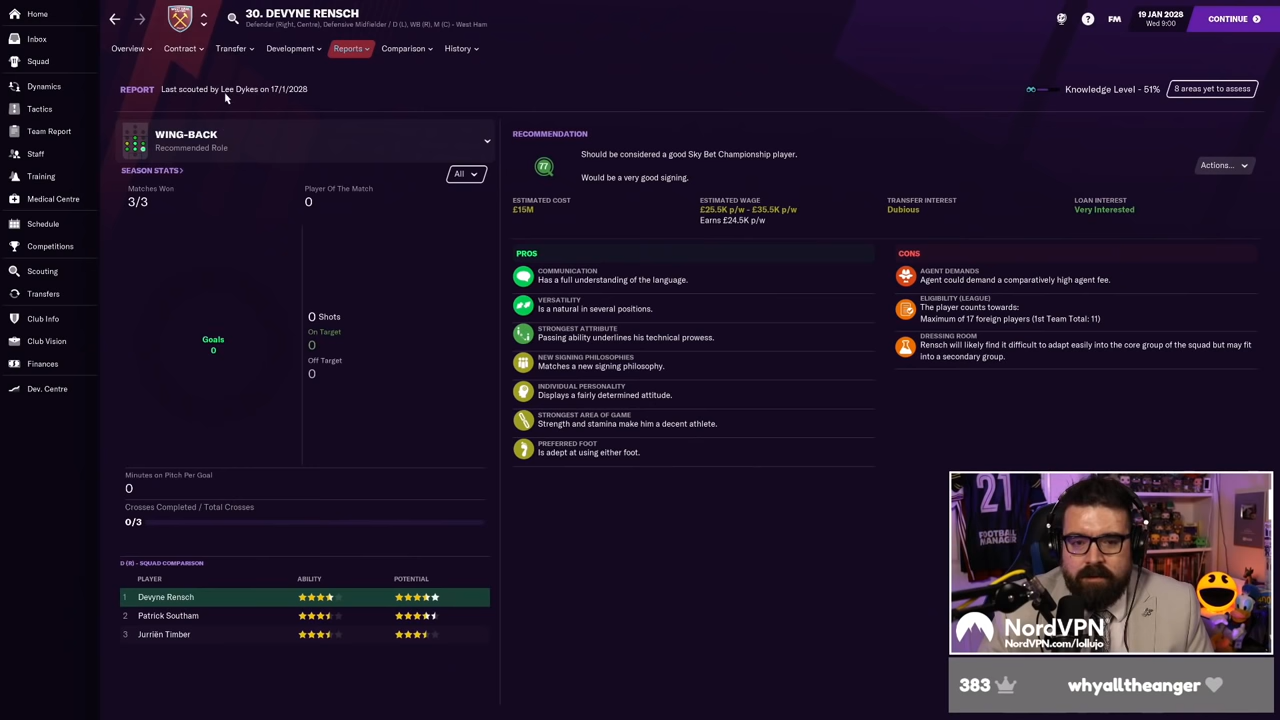 Home
Inbox
Squad
Dynamics
Tactics
Team Report
Staff
Training
Medical Centre
Schedule
Competitions
Scouting
Transfers
Club Info
Club Vision
Finances
Dev. Centre
30. DEVYNE RENSCH
Defender (Right, Centre), Defensive Midfielder / D (L), WB (R), M (C) - West Ham
FM
19 JAN 2028
Wed 9:00
CONTINUE
Overview
Contract
Transfer
Development
Reports
Comparison
History
REPORT Last scouted by Lee Dykes on 17/1/2028
Knowledge Level - 51%
8 areas yet to assess
WING-BACK
Recommended Role
SEASON STATS>
All
Matches Won
3/3
Player Of The Match
0
Goals
0
0 Shots
On Target
0
Off Target
0
Minutes on Pitch Per Goal
0
Crosses Completed / Total Crosses
0/3
D (R) - SQUAD COMPARISON
PLAYER ABILITY POTENTIAL
1 Devyne Rensch
2 Patrick Southam
3 Jurriën Timber
RECOMMENDATION
77
Should be considered a good Sky Bet Championship player.
Would be a very good signing.
Actions...
ESTIMATED COST
£15M
ESTIMATED WAGE
£25.5K p/w - £35.5K p/w
Earns £24.5K p/w
TRANSFER INTEREST
Dubious
LOAN INTEREST
Very Interested
PROS
COMMUNICATION
Has a full understanding of the language.
VERSATILITY
Is a natural in several positions.
STRONGEST ATTRIBUTE
Passing ability underlines his technical prowess.
NEW SIGNING PHILOSOPHIES
Matches a new signing philosophy.
INDIVIDUAL PERSONALITY
Displays a fairly determined attitude.
STRONGEST AREA OF GAME
Strength and stamina make him a decent athlete.
PREFERRED FOOT
Is adept at using either foot.
CONS
AGENT DEMANDS
Agent could demand a comparatively high agent fee.
ELIGIBILITY (LEAGUE)
The player counts towards:
Maximum of 17 foreign players (1st Team Total: 11)
DRESSING ROOM
Rensch will likely find it difficult to adapt easily into the core group of the squad but may fit
into a secondary group.
21
FOOTBALL
MANAGER
NordVPN
NordVPN.com/lollujo
383
whyalltheanger